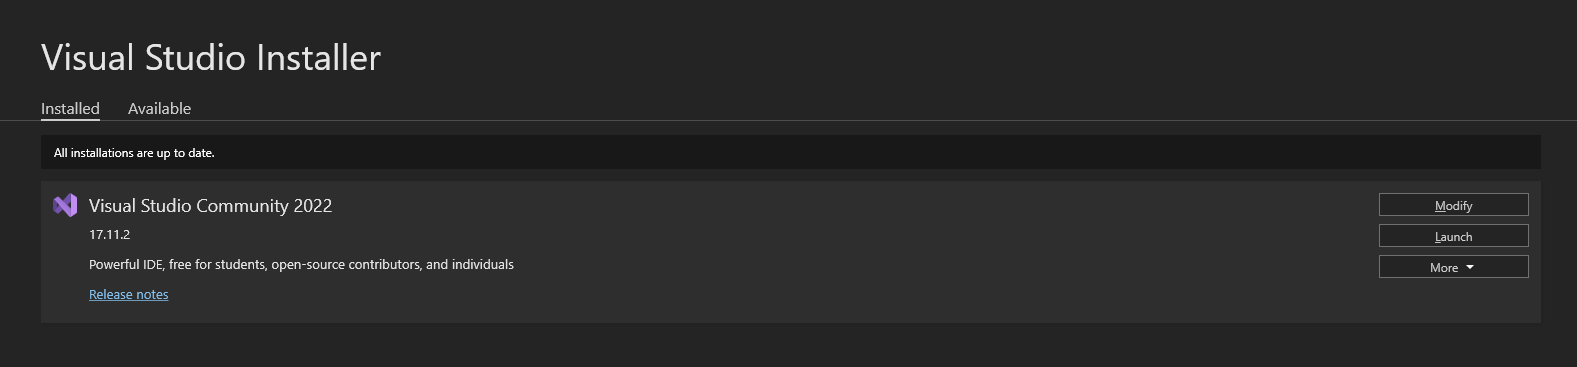 Visual Studio Installer
Installed Available
All installations are up to date.
Visual Studio Community 2022
17.11.2
Powerful IDE, free for students, open-source contributors, and individuals
Release notes
Modify
Launch
More